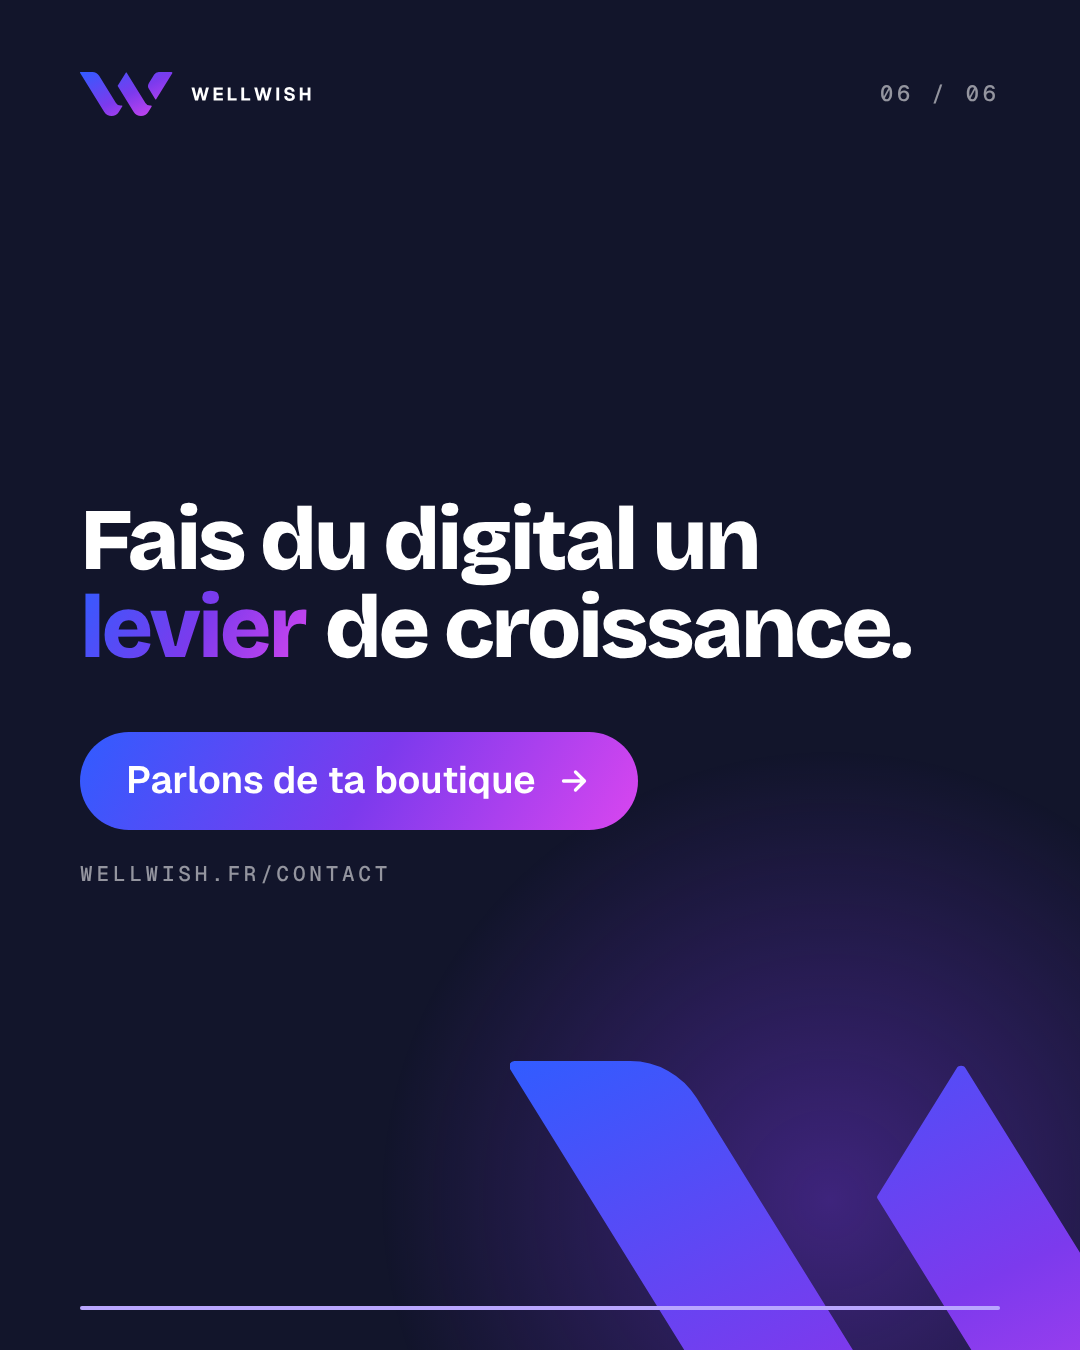 WELLWISH
06 / 06
Fais du digital un
levier de croissance.
Parlons de ta boutique →
WELLWISH.FR/CONTACT